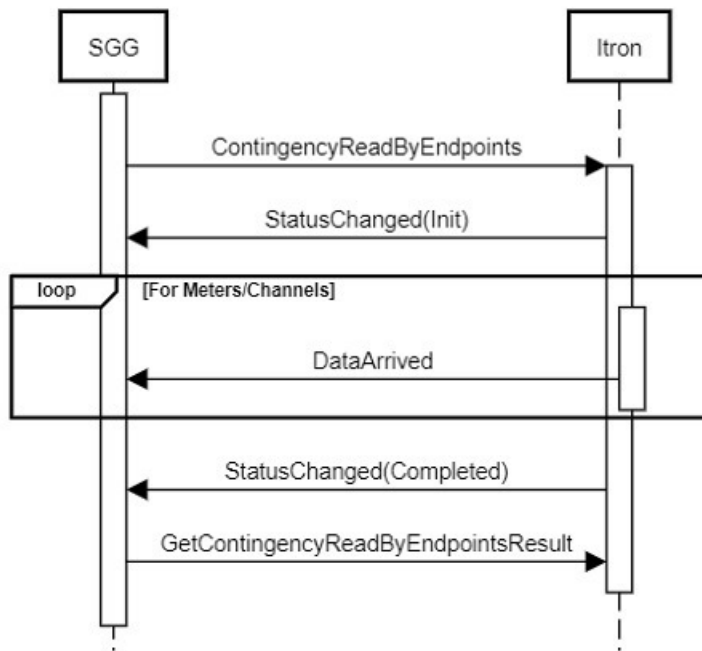 SGG
Itron
ContingencyReadByEndpoints
StatusChanged(Init)
loop
[For Meters/Channels]
DataArrived
StatusChanged(Completed)
GetContingencyReadByEndpointsResult